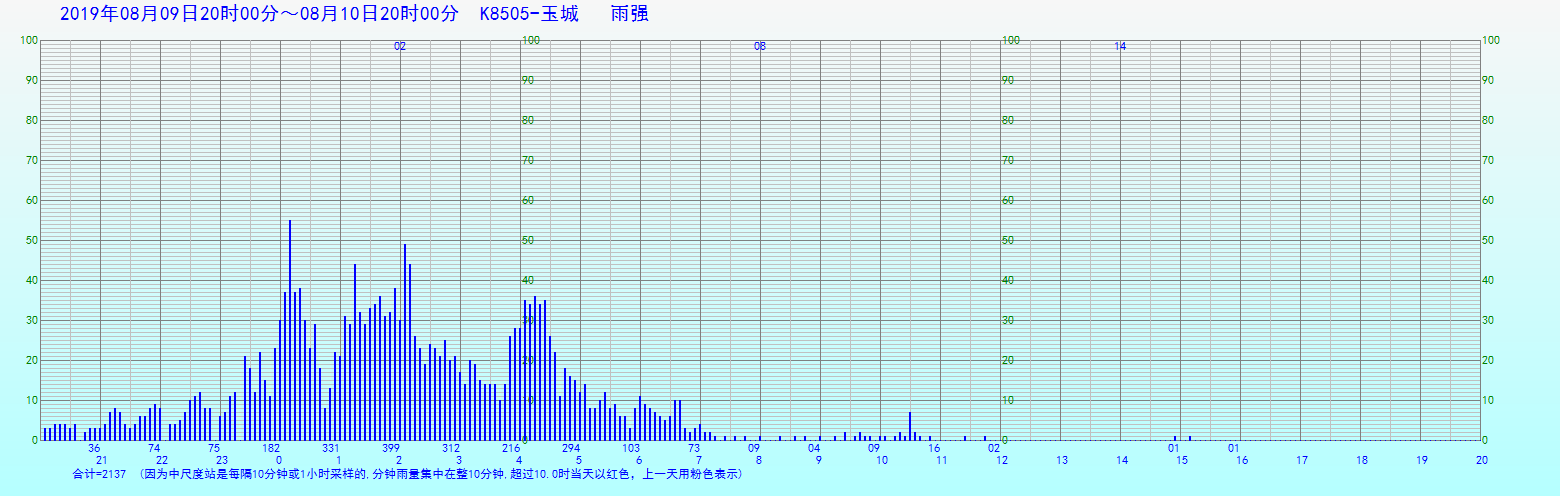 2019年08月09日20时00分～08月10日20时00分 K8505-玉城 雨强
100 02 100 08 100 14 100
90 90 90 90
80 80 80 80
70 70 70 70
60 60 60 60
50 50 50 50
40 40 40 40
30 30 30 30
20 20 20 20
10 10 10 10
0 0 0 0
36 74 75 182 331 399 312 216 294 103 73 09 04 09 16 02 01 01
21 22 23 0 1 2 3 4 5 6 7 8 9 10 11 12 13 14 15 16 17 18 19 20
合计=2137 (因为中尺度站是每隔10分钟或1小时采样的,分钟雨量集中在整10分钟,超过10.0时当天以红色，上一天用粉色表示)